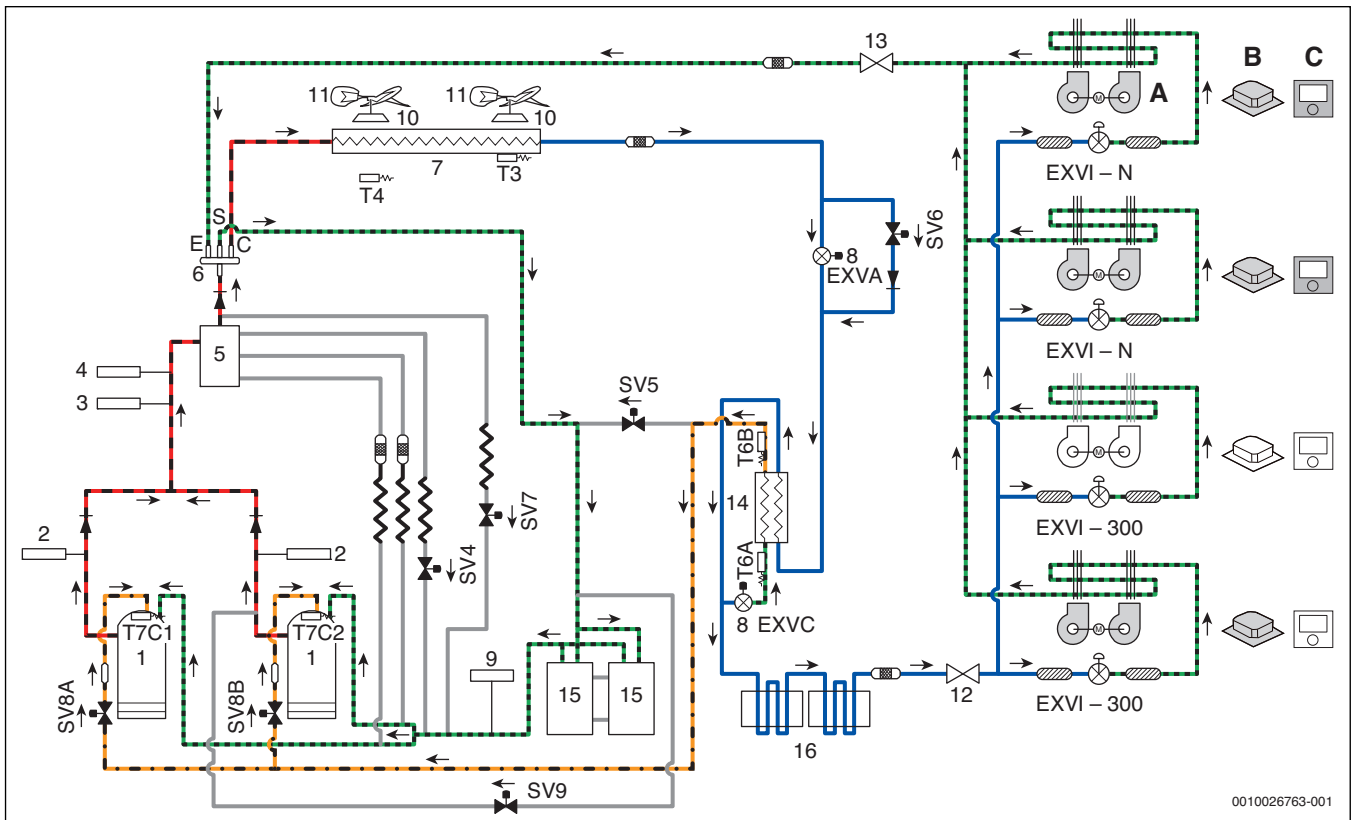 13
B C
A
11 11
10 10
7
T3
T4
EXVI – N
S
E C
6
SV6
8
EXVA
5
4
3
EXVI – N
SV5
T6B
14
SV7
SV4
2 2
T6A
EXVI – 300
T7C1 T7C2
1 1
8 EXVC
9
15 15
SV8A
SV8B
12
16
EXVI – 300
SV9
M
M
M
M
0010026763-001